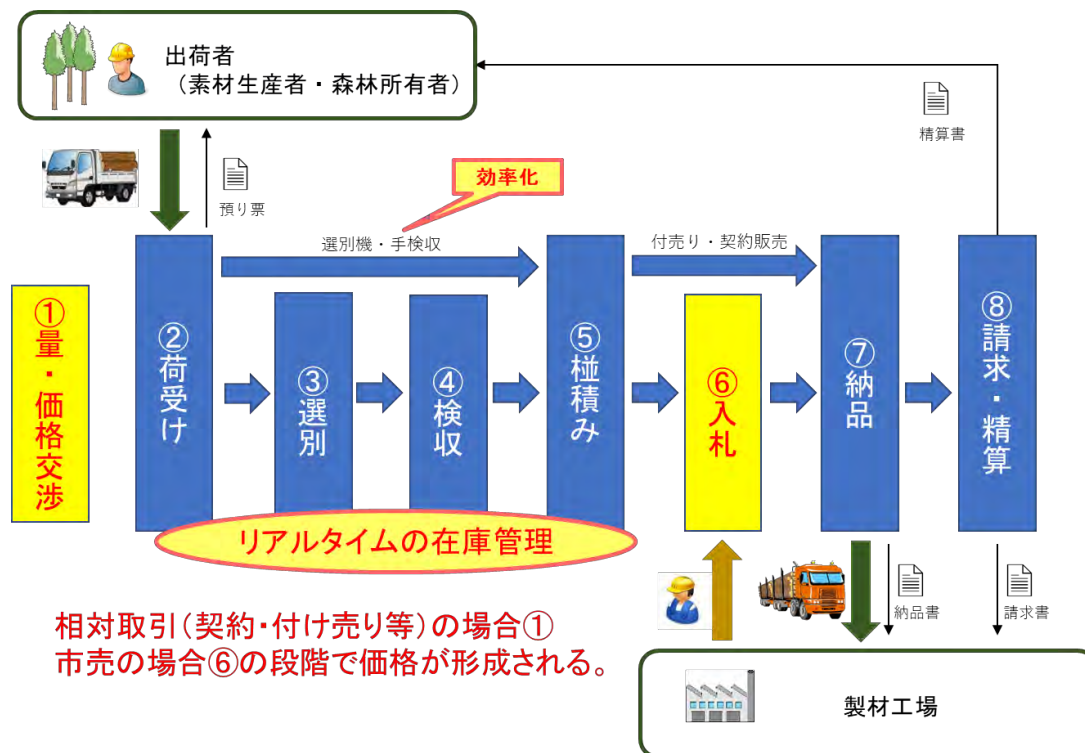 出荷者
（素材生産者・森林所有者）
精算書
預り票
効率化
選別機・手検収
付売り・契約販売
①量・価格交渉
②荷受け
③選別
④検収
⑤椪積み
⑥入札
⑦納品
⑧請求・精算
リアルタイムの在庫管理
相対取引（契約・付け売り等）の場合①
市売の場合⑥の段階で価格が形成される。
納品書
請求書
製材工場